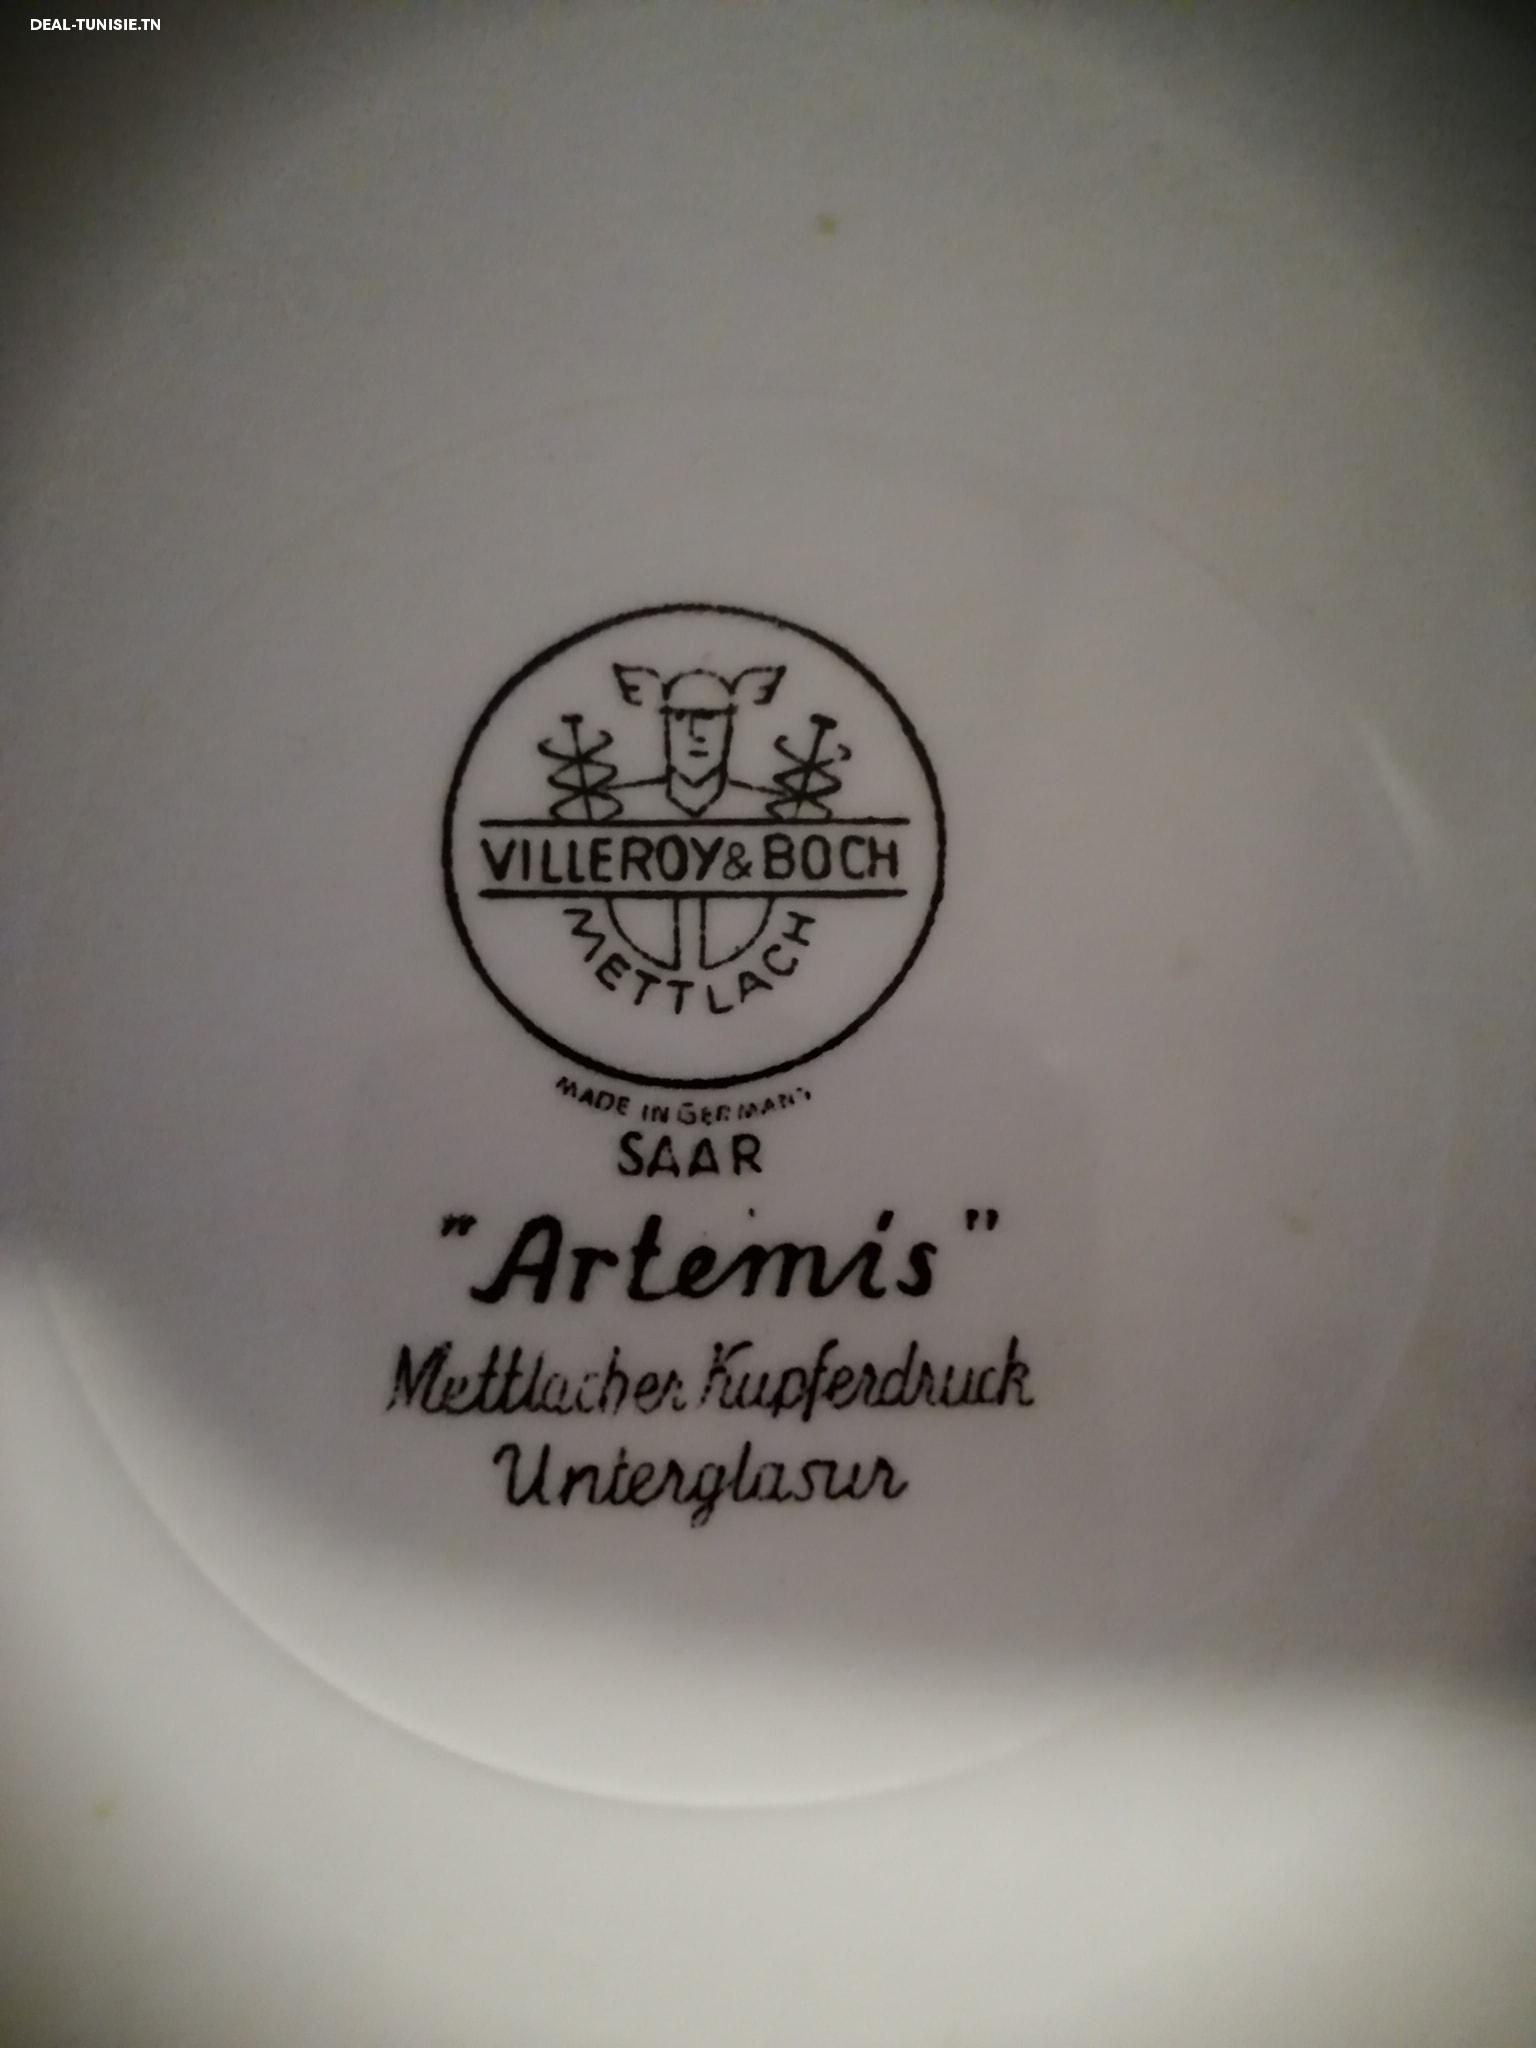 DEAL-TUNISIE.TN
VILLEROY & BOCH
METTLACH
MADE IN GERMANY
SAAR
"Artemis"
Mettlacher Kupferdruck
Unterglasur